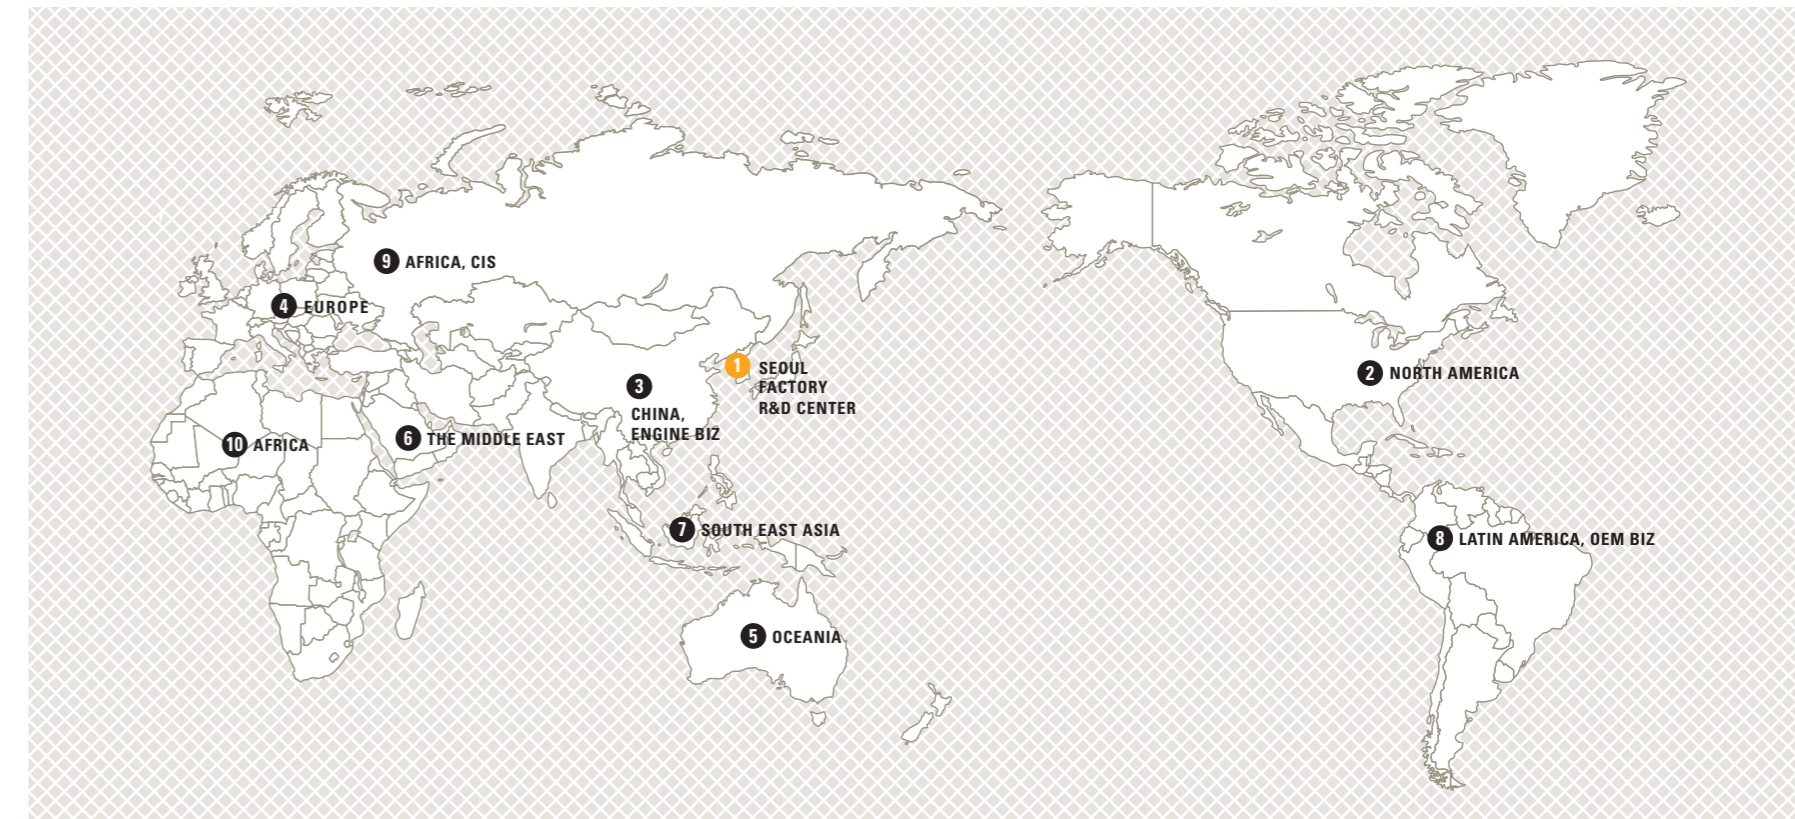 9 AFRICA, CIS
4 EUROPE
1 SEOUL
FACTORY
R&D CENTER
2 NORTH AMERICA
3
CHINA,
ENGINE BIZ
10 AFRICA
6 THE MIDDLE EAST
7 SOUTH EAST ASIA
8 LATIN AMERICA, OEM BIZ
5 OCEANIA